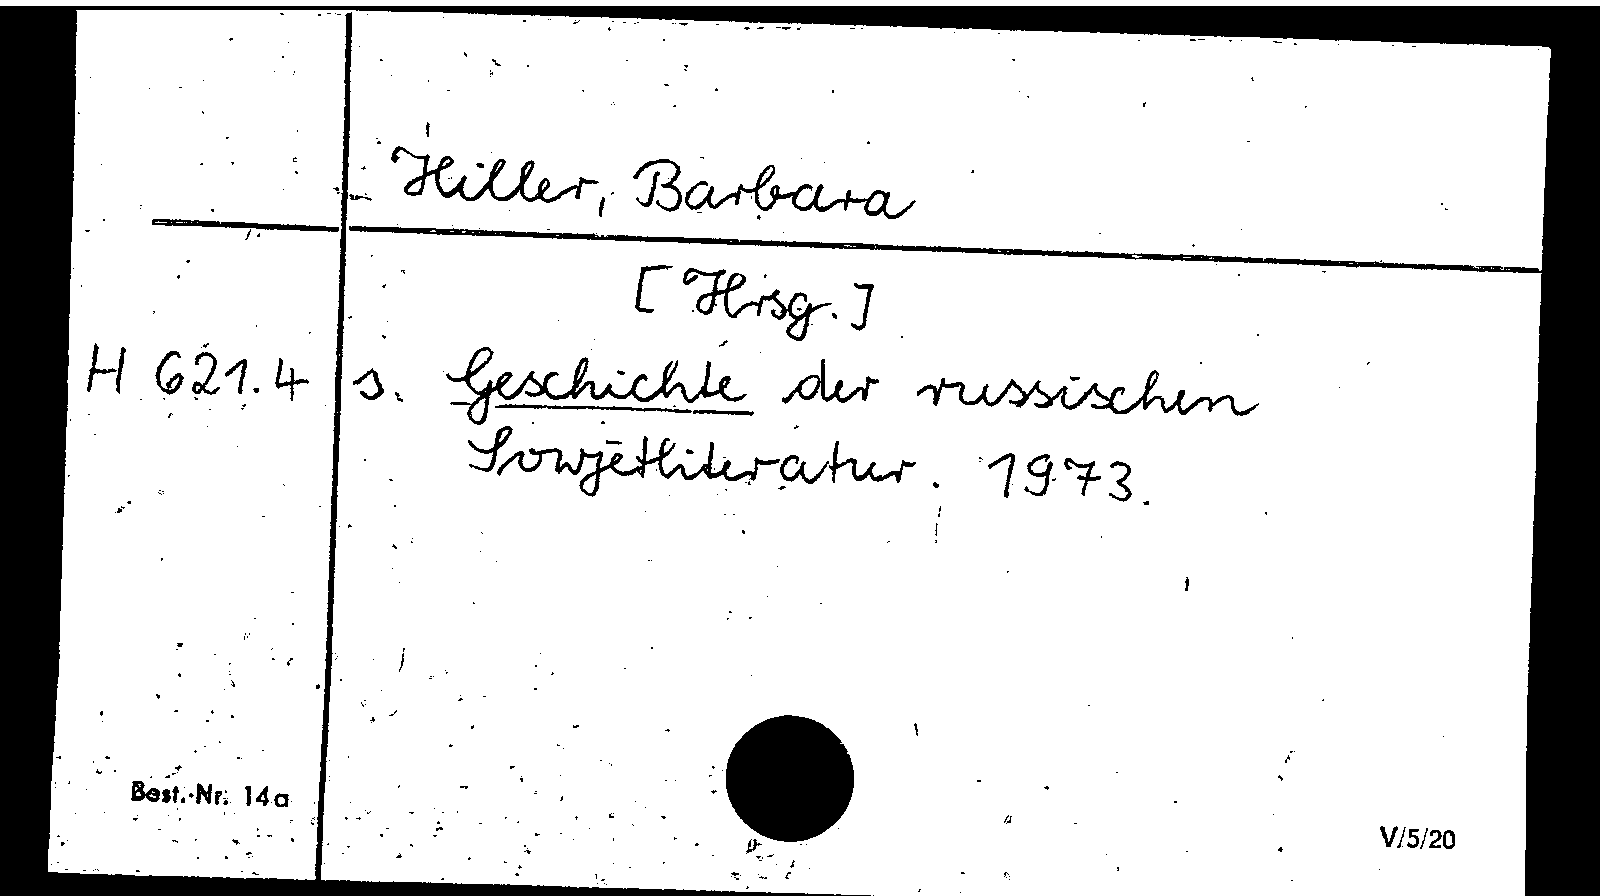 Hiller, Barbara
[Hrsg.]
H 621.4 s. Geschichte der russischen
Sowjetliteratur. 1973.
Best.-Nr. 14a
V/5/20